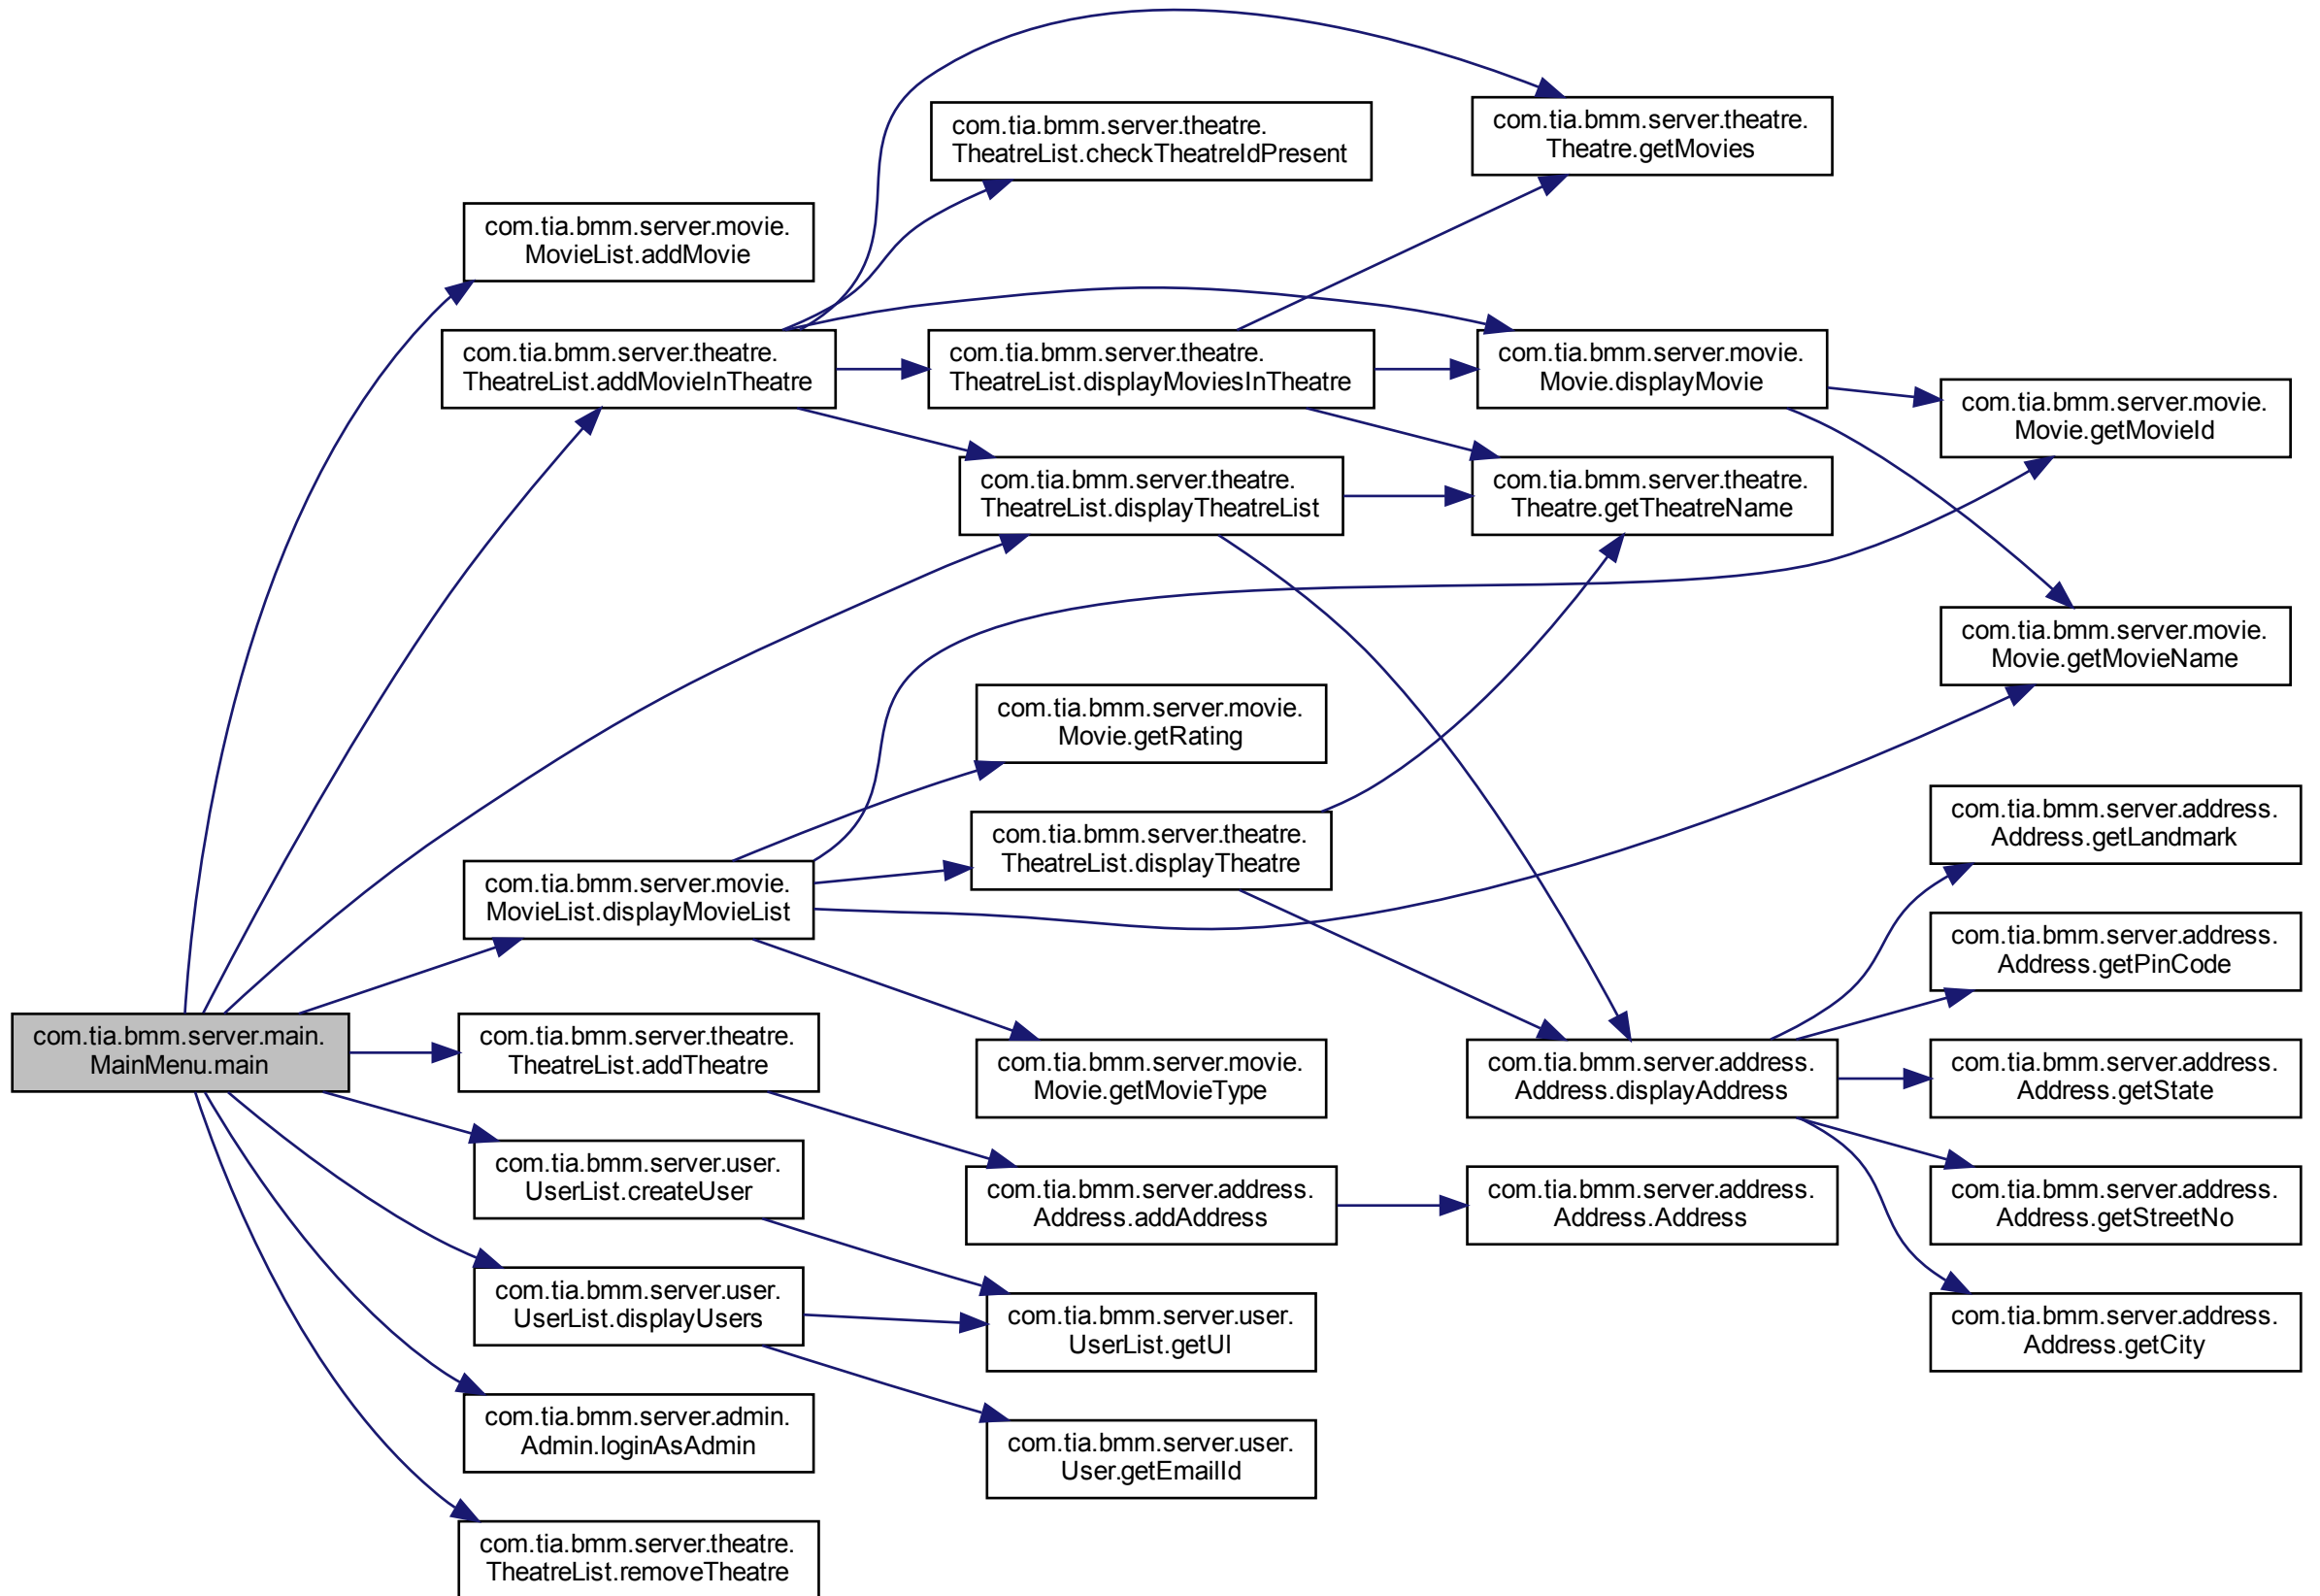 com.tia.bmm.server.main.
MainMenu.main
com.tia.bmm.server.movie.
MovieList.addMovie
com.tia.bmm.server.theatre.
TheatreList.addMovieInTheatre
com.tia.bmm.server.movie.
MovieList.displayMovieList
com.tia.bmm.server.theatre.
TheatreList.addTheatre
com.tia.bmm.server.user.
UserList.createUser
com.tia.bmm.server.user.
UserList.displayUsers
com.tia.bmm.server.admin.
Admin.loginAsAdmin
com.tia.bmm.server.theatre.
TheatreList.removeTheatre
com.tia.bmm.server.theatre.
TheatreList.checkTheatreIdPresent
com.tia.bmm.server.theatre.
TheatreList.displayMoviesInTheatre
com.tia.bmm.server.theatre.
TheatreList.displayTheatreList
com.tia.bmm.server.movie.
Movie.getRating
com.tia.bmm.server.theatre.
TheatreList.displayTheatre
com.tia.bmm.server.movie.
Movie.getMovieType
com.tia.bmm.server.address.
Address.addAddress
com.tia.bmm.server.user.
UserList.getUI
com.tia.bmm.server.user.
User.getEmailId
com.tia.bmm.server.theatre.
Theatre.getMovies
com.tia.bmm.server.movie.
Movie.displayMovie
com.tia.bmm.server.theatre.
Theatre.getTheatreName
com.tia.bmm.server.address.
Address.displayAddress
com.tia.bmm.server.address.
Address.Address
com.tia.bmm.server.movie.
Movie.getMovieId
com.tia.bmm.server.movie.
Movie.getMovieName
com.tia.bmm.server.address.
Address.getLandmark
com.tia.bmm.server.address.
Address.getPinCode
com.tia.bmm.server.address.
Address.getState
com.tia.bmm.server.address.
Address.getStreetNo
com.tia.bmm.server.address.
Address.getCity